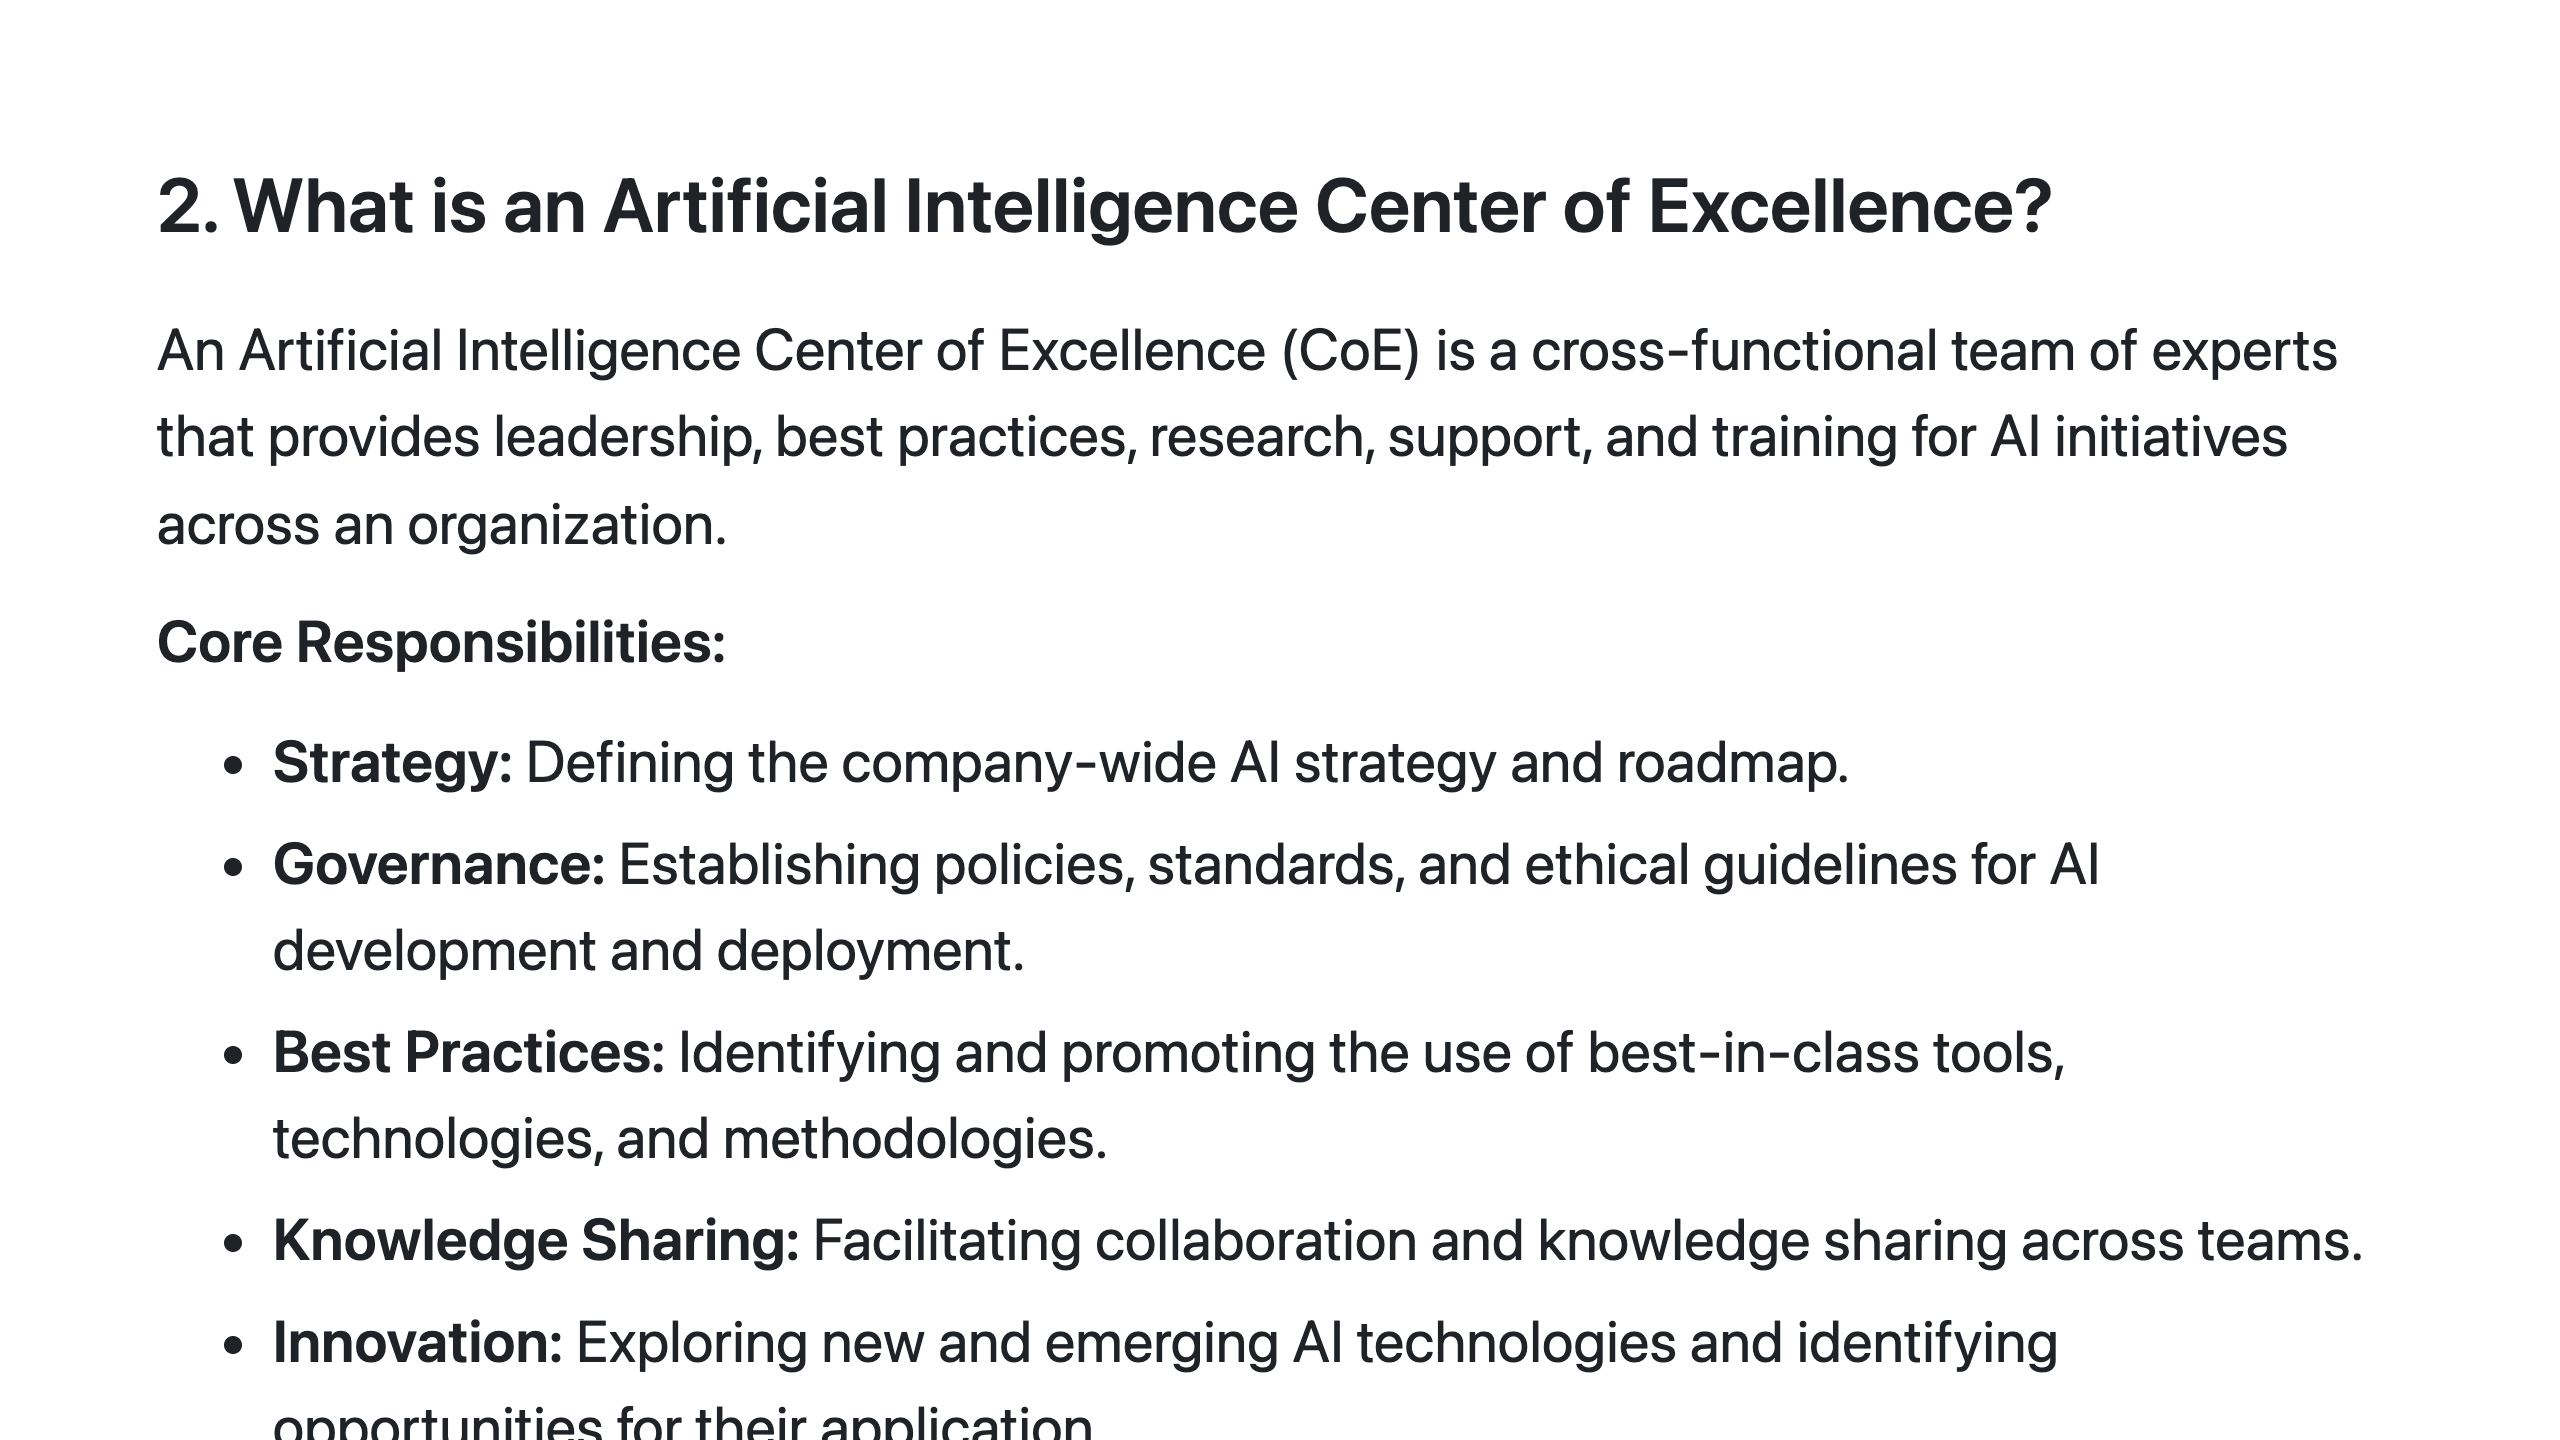 2. What is an Artificial Intelligence Center of Excellence?
An Artificial Intelligence Center of Excellence (CoE) is a cross-functional team of experts
that provides leadership, best practices, research, support, and training for AI initiatives
across an organization.
Core Responsibilities:
• Strategy: Defining the company-wide AI strategy and roadmap.
• Governance: Establishing policies, standards, and ethical guidelines for AI
development and deployment.
• Best Practices: Identifying and promoting the use of best-in-class tools,
technologies, and methodologies.
• Knowledge Sharing: Facilitating collaboration and knowledge sharing across teams.
• Innovation: Exploring new and emerging AI technologies and identifying
opportunities for their application